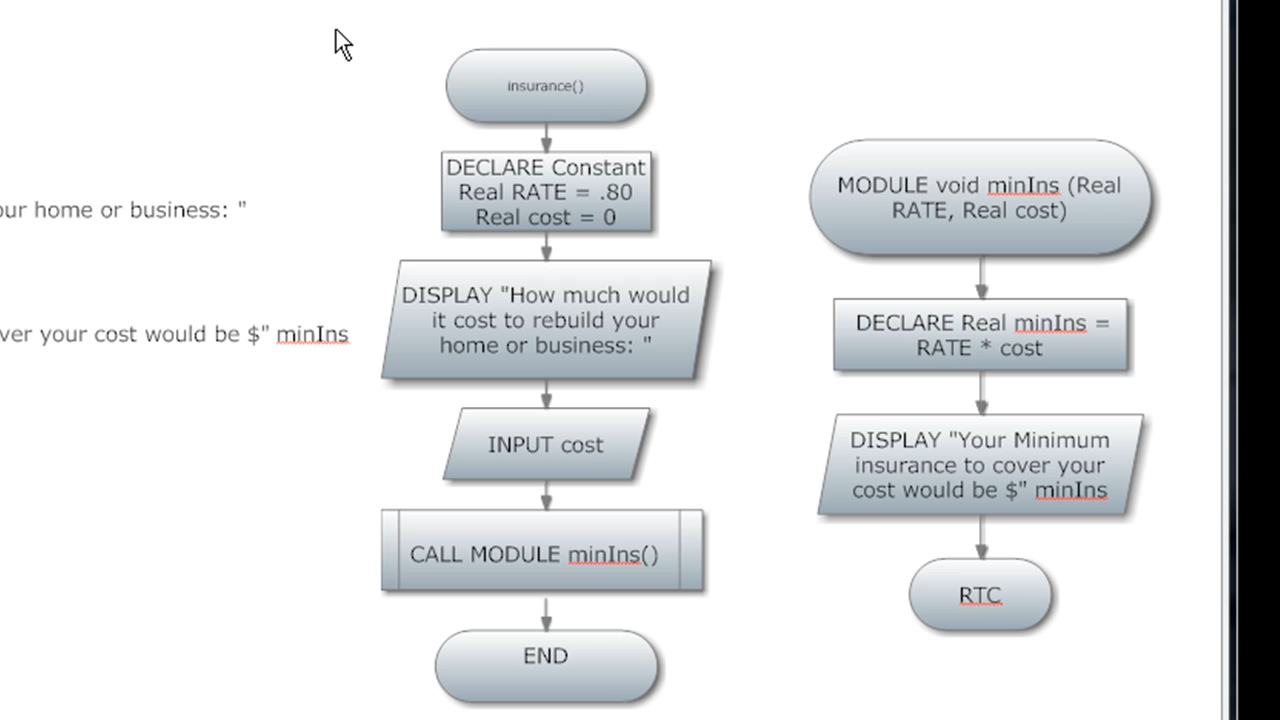 our home or business: "
ver your cost would be $" minIns
insurance()
DECLARE Constant
Real RATE = .80
Real cost = 0
DISPLAY "How much would
it cost to rebuild your
home or business: "
INPUT cost
CALL MODULE minIns()
END
MODULE void minIns (Real
RATE, Real cost)
DECLARE Real minIns =
RATE * cost
DISPLAY "Your Minimum
insurance to cover your
cost would be $" minIns
RTC